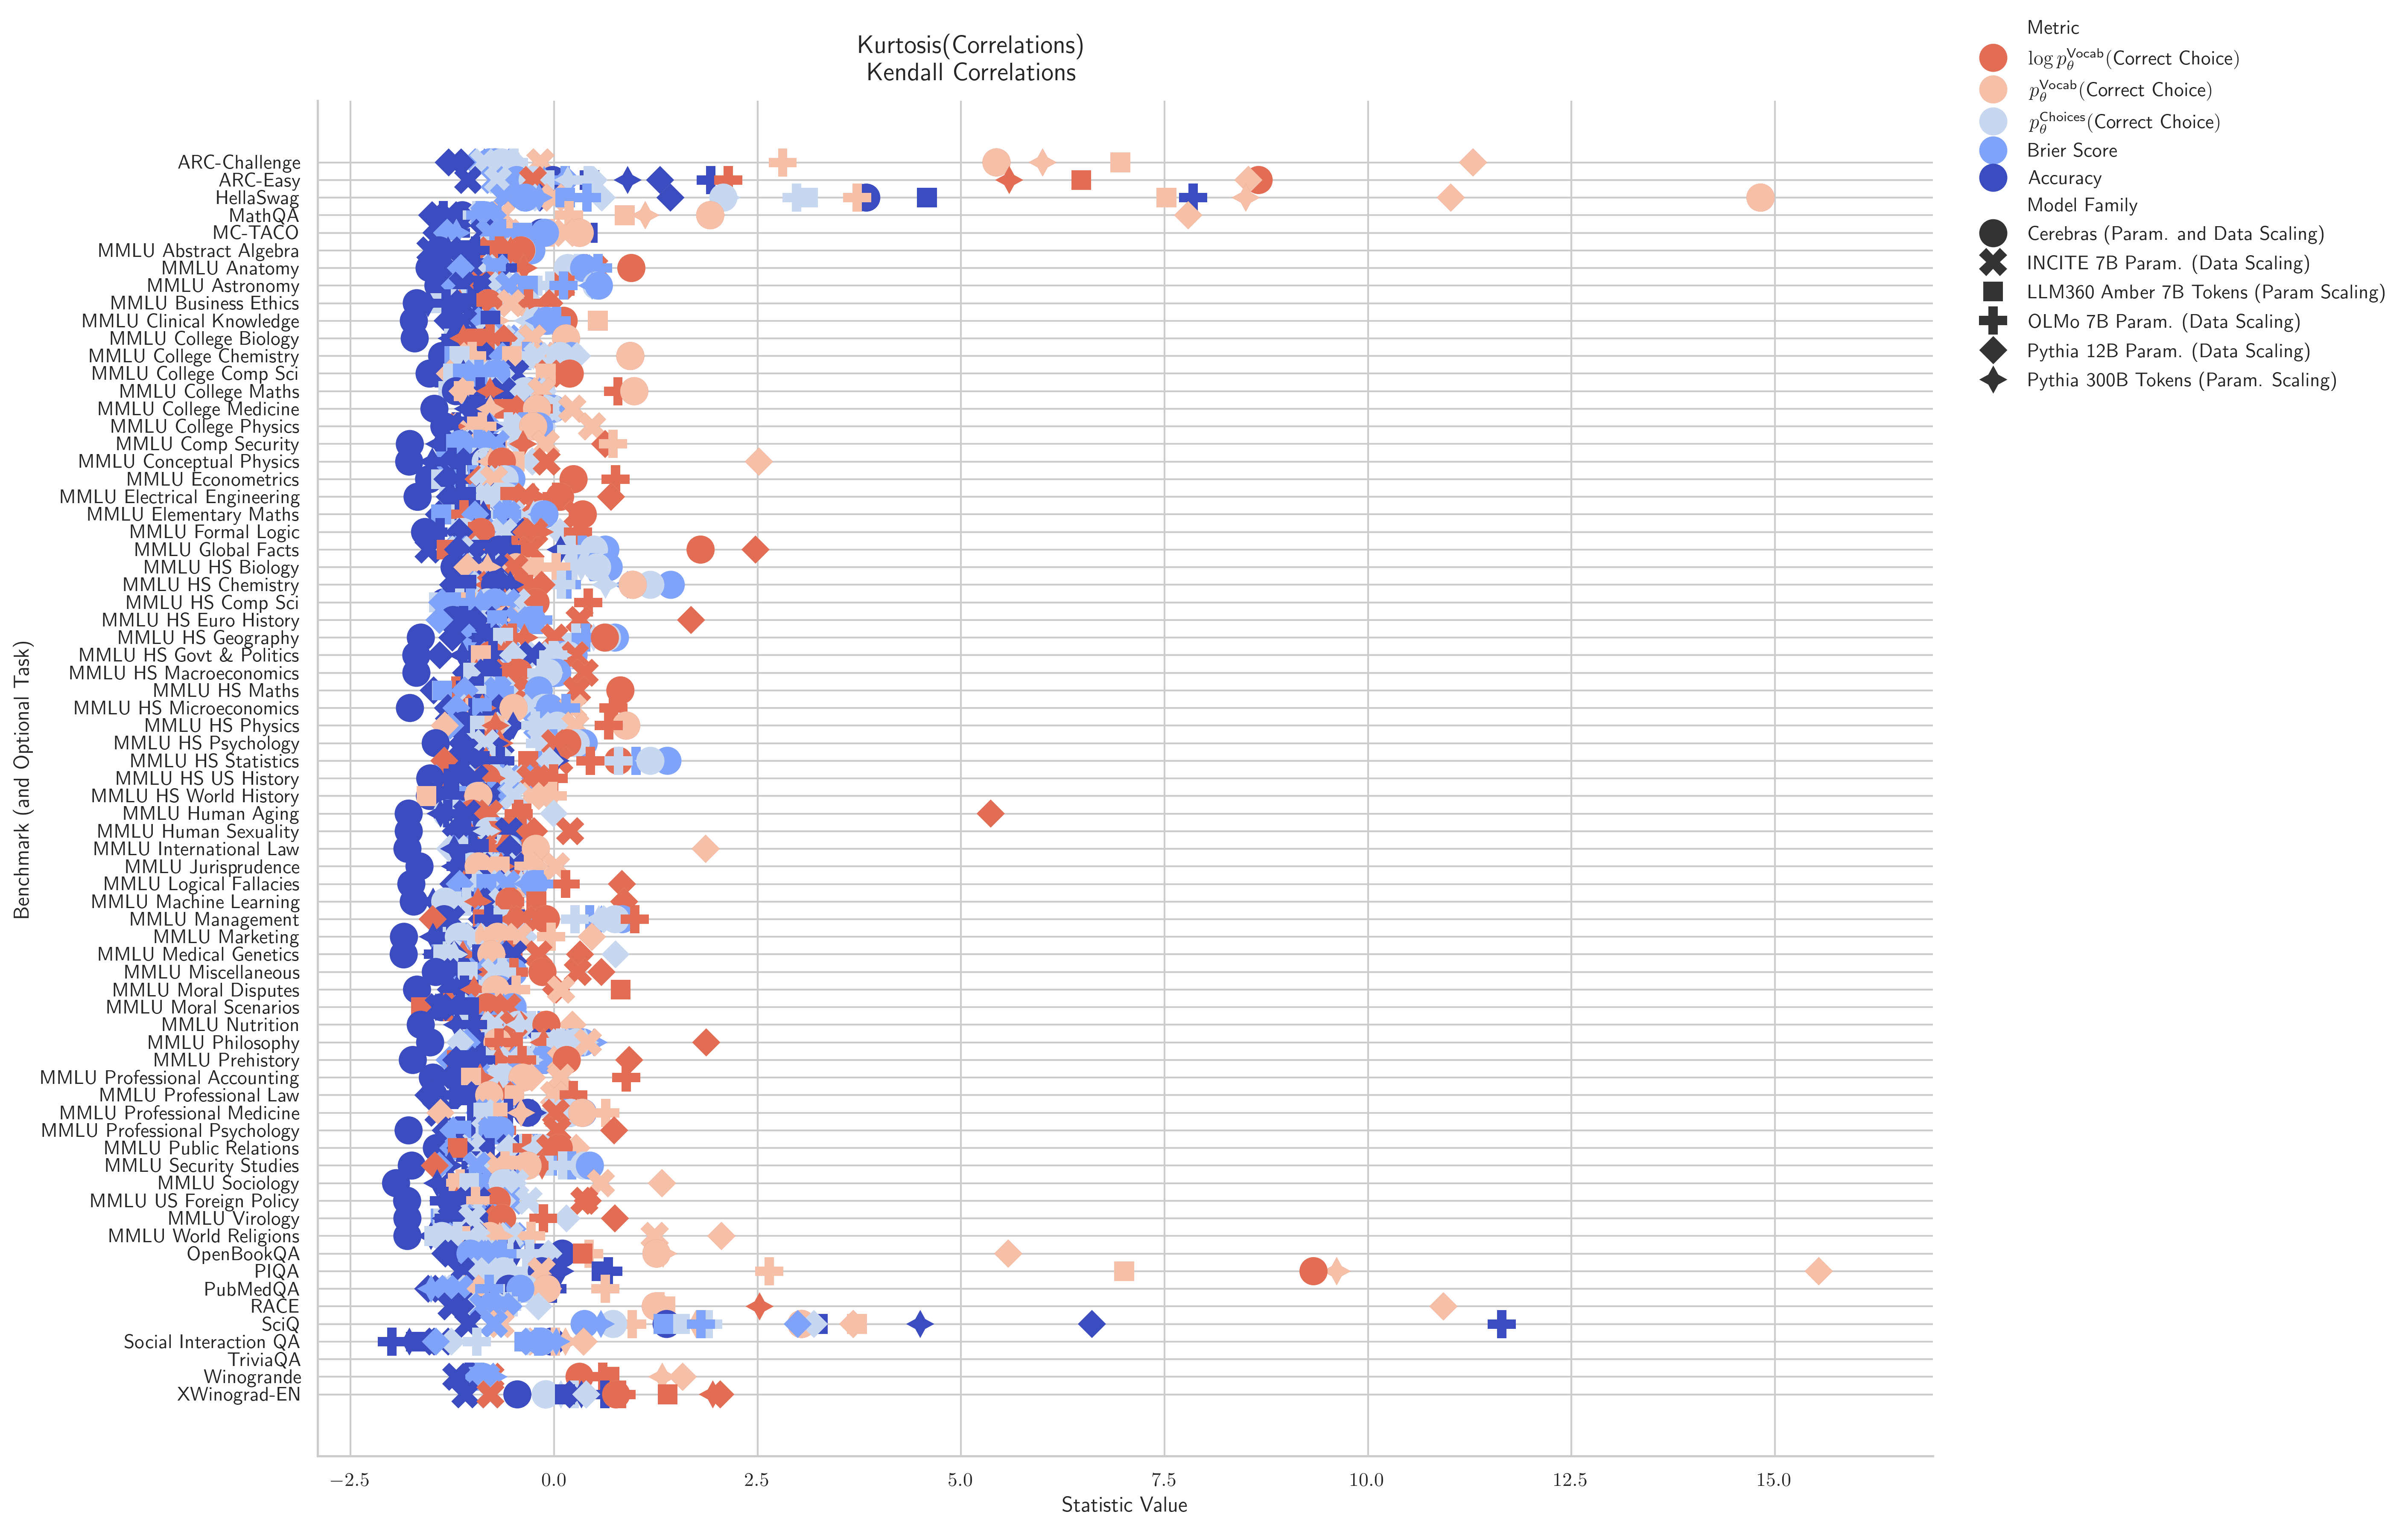 Kurtosis(Correlations)
Kendall Correlations
Metric
log p_θ^Vocab(Correct Choice)
p_θ^Vocab(Correct Choice)
p_θ^Choices(Correct Choice)
Brier Score
Accuracy
Model Family
Cerebras (Param. and Data Scaling)
INCITE 7B Param. (Data Scaling)
LLM360 Amber 7B Tokens (Param Scaling)
OLMo 7B Param. (Data Scaling)
Pythia 12B Param. (Data Scaling)
Pythia 300B Tokens (Param. Scaling)
Benchmark (and Optional Task)
ARC-Challenge
ARC-Easy
HellaSwag
MathQA
MC-TACO
MMLU Abstract Algebra
MMLU Anatomy
MMLU Astronomy
MMLU Business Ethics
MMLU Clinical Knowledge
MMLU College Biology
MMLU College Chemistry
MMLU College Comp Sci
MMLU College Maths
MMLU College Medicine
MMLU College Physics
MMLU Comp Security
MMLU Conceptual Physics
MMLU Econometrics
MMLU Electrical Engineering
MMLU Elementary Maths
MMLU Formal Logic
MMLU Global Facts
MMLU HS Biology
MMLU HS Chemistry
MMLU HS Comp Sci
MMLU HS Euro History
MMLU HS Geography
MMLU HS Govt & Politics
MMLU HS Macroeconomics
MMLU HS Maths
MMLU HS Microeconomics
MMLU HS Physics
MMLU HS Psychology
MMLU HS Statistics
MMLU HS US History
MMLU HS World History
MMLU Human Aging
MMLU Human Sexuality
MMLU International Law
MMLU Jurisprudence
MMLU Logical Fallacies
MMLU Machine Learning
MMLU Management
MMLU Marketing
MMLU Medical Genetics
MMLU Miscellaneous
MMLU Moral Disputes
MMLU Moral Scenarios
MMLU Nutrition
MMLU Philosophy
MMLU Prehistory
MMLU Professional Accounting
MMLU Professional Law
MMLU Professional Medicine
MMLU Professional Psychology
MMLU Public Relations
MMLU Security Studies
MMLU Sociology
MMLU US Foreign Policy
MMLU Virology
MMLU World Religions
OpenBookQA
PIQA
PubMedQA
RACE
SciQ
Social Interaction QA
TriviaQA
Winogrande
XWinograd-EN
−2.5 0.0 2.5 5.0 7.5 10.0 12.5 15.0
Statistic Value